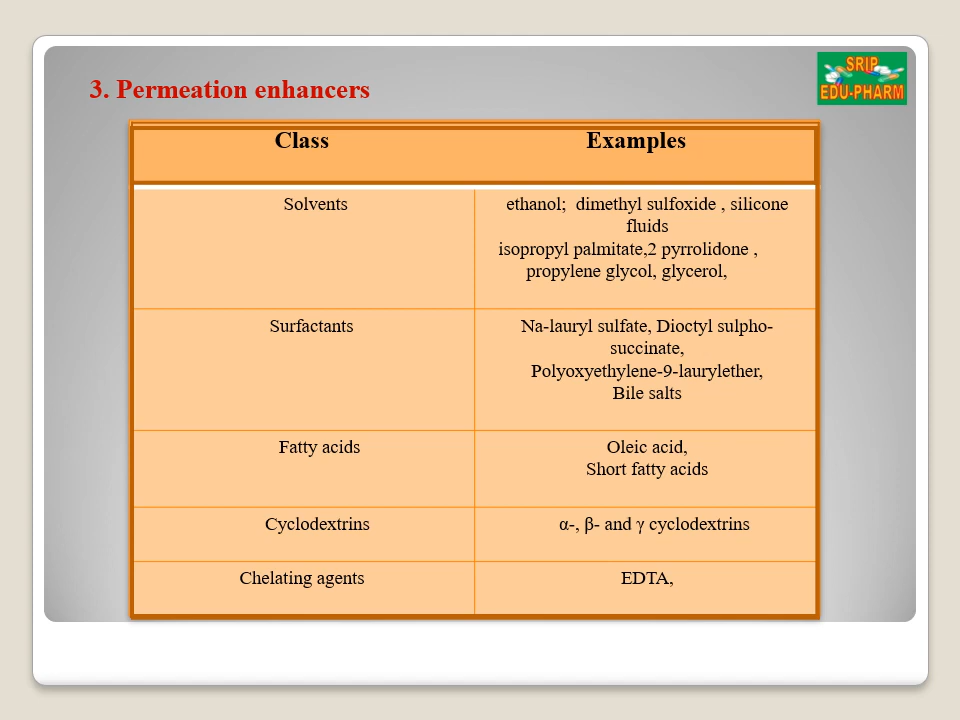 3. Permeation enhancers
SRIP
EDU-PHARM
Class Examples
Solvents
ethanol;  dimethyl sulfoxide , silicone
fluids
isopropyl palmitate,2 pyrrolidone ,
propylene glycol, glycerol,
Surfactants
Na-lauryl sulfate, Dioctyl sulpho-
succinate,
Polyoxyethylene-9-laurylether,
Bile salts
Fatty acids
Oleic acid,
Short fatty acids
Cyclodextrins
α-, β- and γ cyclodextrins
Chelating agents
EDTA,